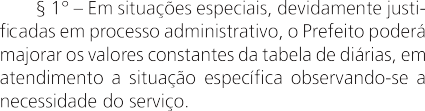 § 1° – Em situações especiais, devidamente justi-
ficadas em processo administrativo, o Prefeito poderá
majorar os valores constantes da tabela de diárias, em
atendimento a situação específica observando-se a
necessidade do serviço.